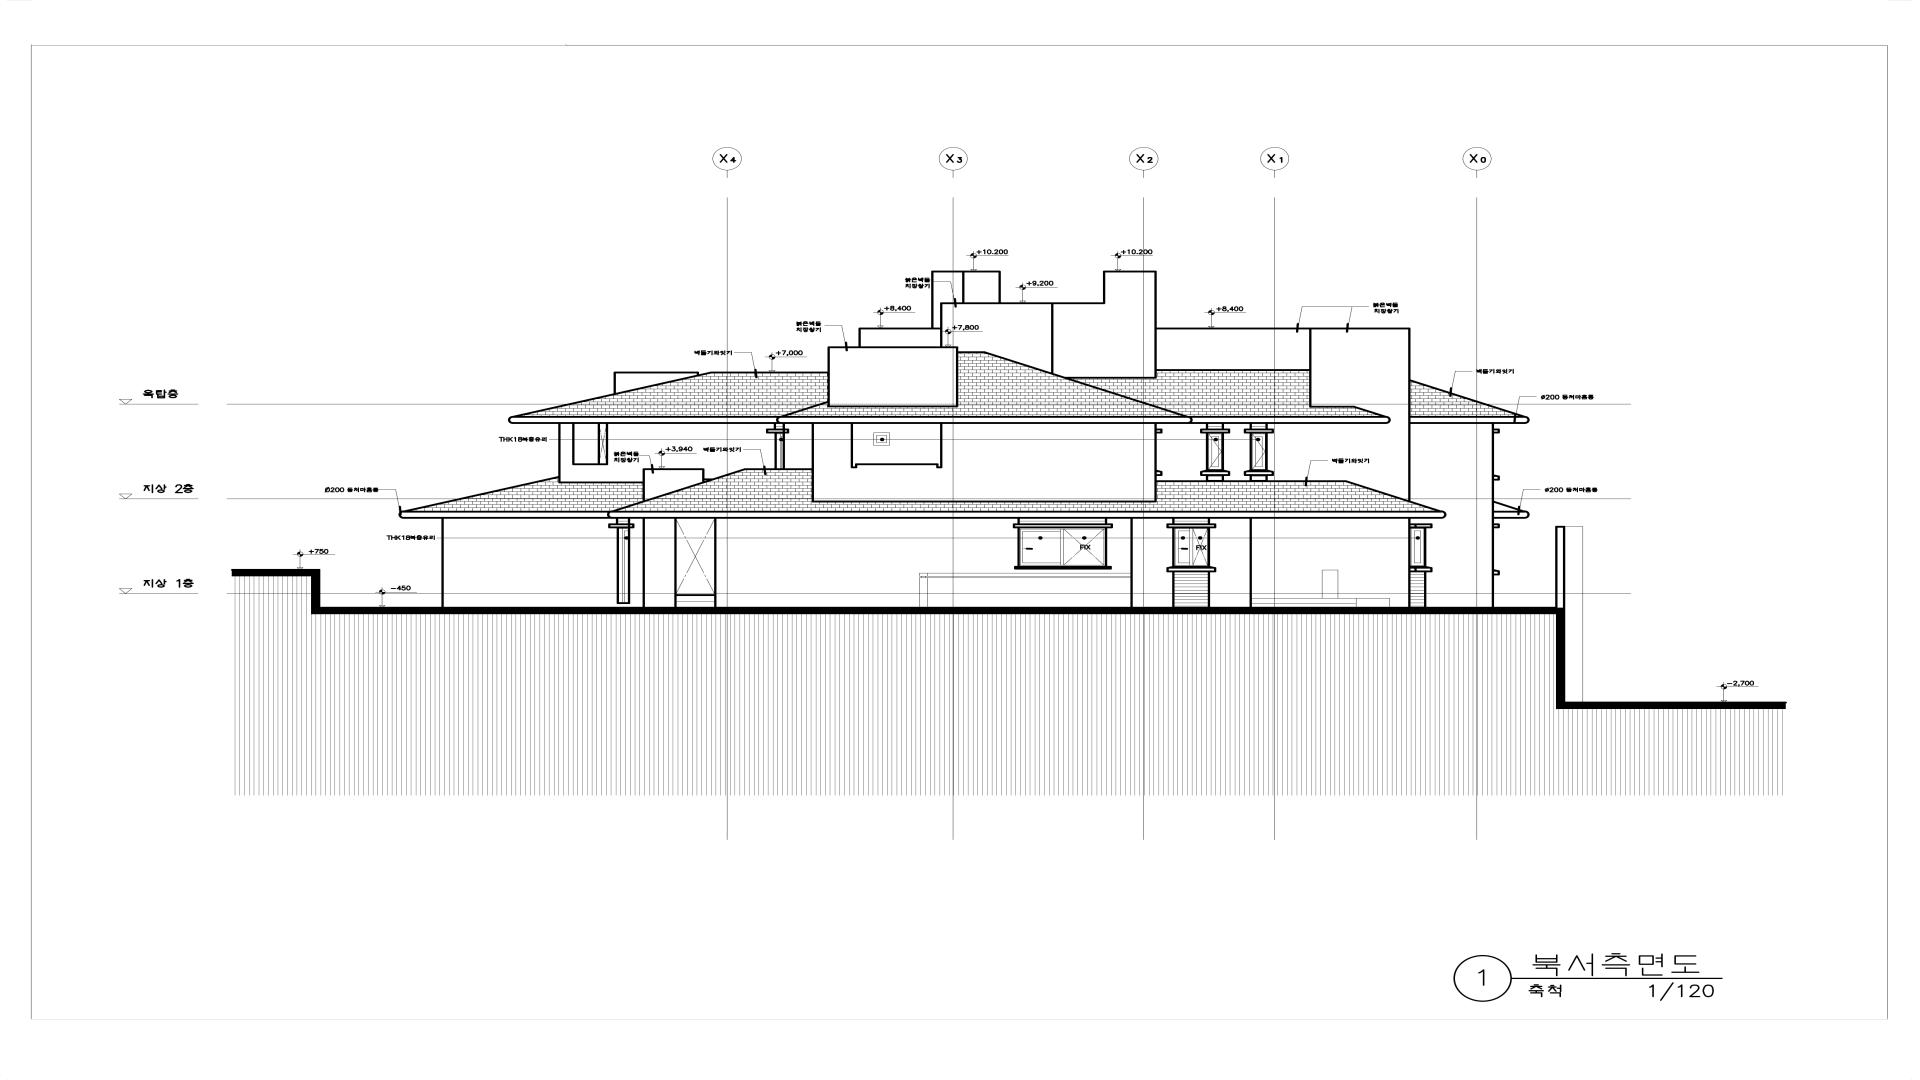 X4
X3
X2
X1
X0
+10.200
+10.200
붉은벽돌
치장쌓기
+9,200
+8,400
+7,800
붉은벽돌
치장쌓기
+8,400
붉은벽돌
치장쌓기
+7,000
벽돌기와잇기
벽돌기와잇기
옥탑층
ø200 동처마홈통
THK18복층유리
붉은벽돌
치장쌓기
+3,940
벽돌기와잇기
벽돌기와잇기
지상 2층
Ø200 동처마홈통
ø200 동처마홈통
THK18복층유리
FIX
FIX
+750
지상 1층
-450
-2,700
1
북서측면도
축척 1/120